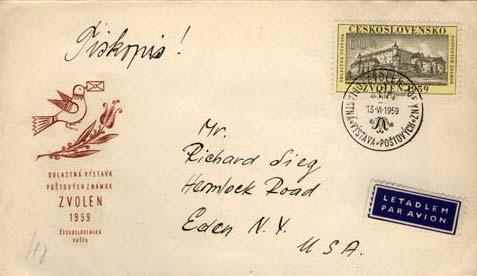 Tiskopis!
ČESKOSLOVENSKO
60 h
ZVOLEN 1959
13-VI-1959
VÝSTAVA • POŠTOVÝCH
Mr.
Richard Sieg
Hemlock Road
Eden N.Y.
U.S.A.
OBLASTNÁ VÝSTAVA
POŠTOVÝCH ZNÁMOK
ZVOLEN
1959
ČESKOSLOVENSKÁ
POŠTA
LETADLEM
PAR AVION